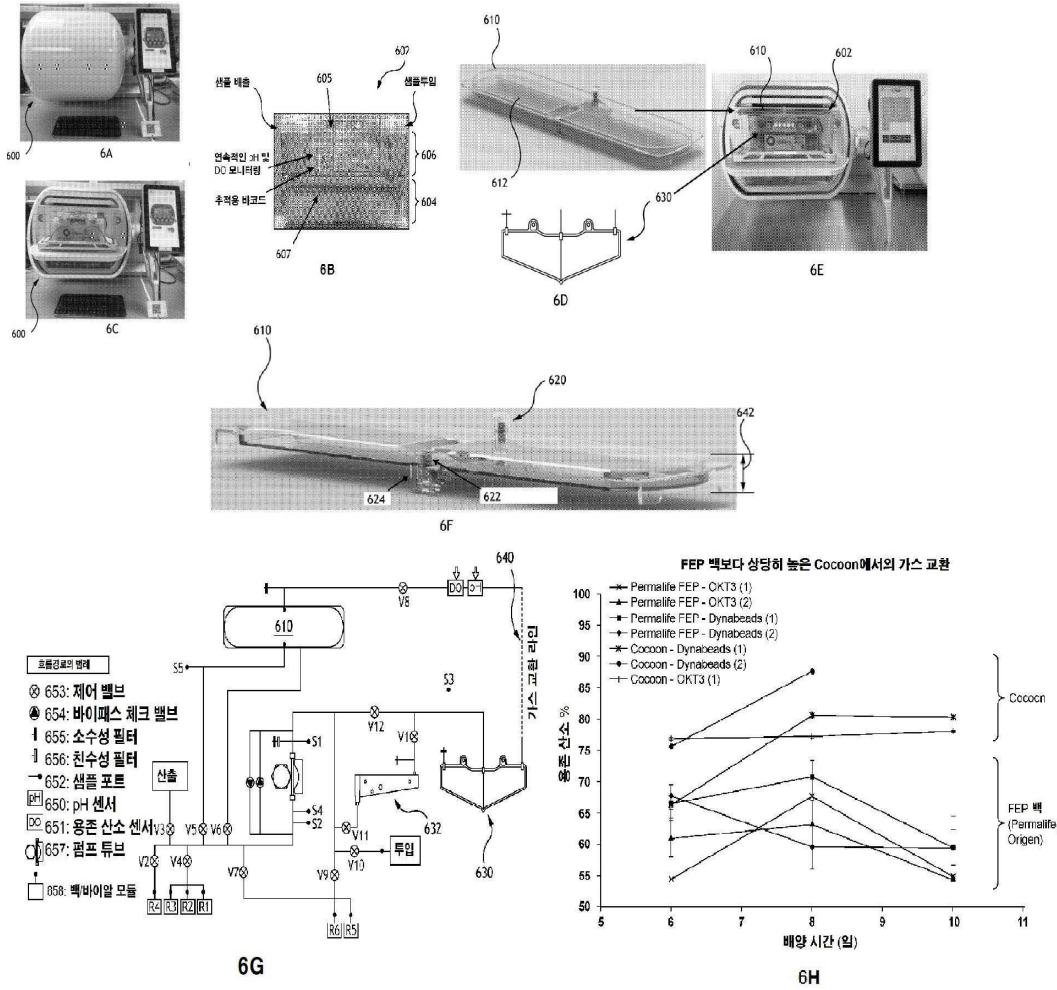 600
6A
600
6C
602
샘플 배출
605
샘플투입
연속적인 pH 및
DO 모니터링
606
추적용 바코드
604
607
6B
610
612
630
6D
610
602
6E
610
620
642
624
622
6F
640
V8
DO
pH
610
가스 교환 라인
S5
S3
흐름경로의 범례
653: 제어 밸브
654: 바이패스 체크 밸브
655: 소수성 필터
656: 친수성 필터
652: 샘플 포트
pH 650: pH 센서
DO 651: 용존 산소 센서
657: 펌프 튜브
858: 백/바이알 모듈
산출
V12
V1
S1
S4
S2
V11
632
630
V3
V5
V6
V2
V4
V7
V9
V10
투입
R4
R3
R2
R1
R6
R5
6G
FEP 백보다 상당히 높은 Cocoon에서의 가스 교환
Permalife FEP - OKT3 (1)
Permalife FEP - OKT3 (2)
Permalife FEP - Dynabeads (1)
Permalife FEP - Dynabeads (2)
Cocoon - Dynabeads (1)
Cocoon - Dynabeads (2)
Cocoon - OKT3 (1)
용존 산소 %
100
95
90
85
80
75
70
65
60
55
50
5
6
7
8
9
10
11
배양 시간 (일)
Cocoon
FEP 백
(Permalife
Origen)
6H